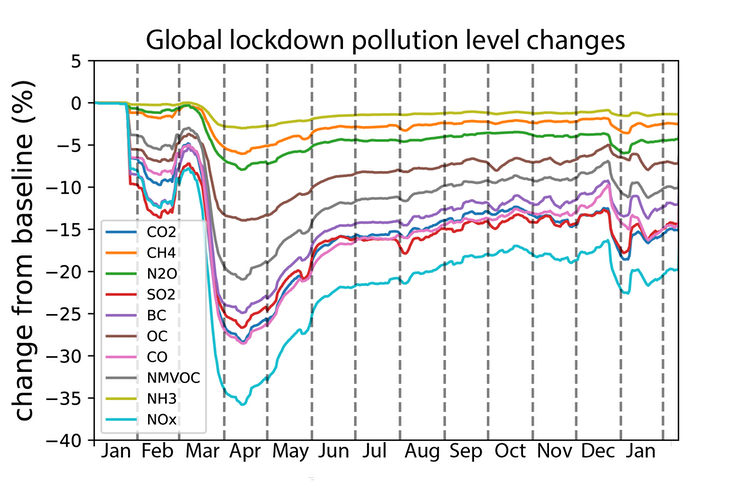 Global lockdown pollution level changes
change from baseline (%)
5
0
−5
−10
−15
−20
−25
−30
−35
−40
CO2
CH4
N2O
SO2
BC
OC
CO
NMVOC
NH3
NOx
Jan Feb Mar Apr May Jun Jul Aug Sep Oct Nov Dec Jan